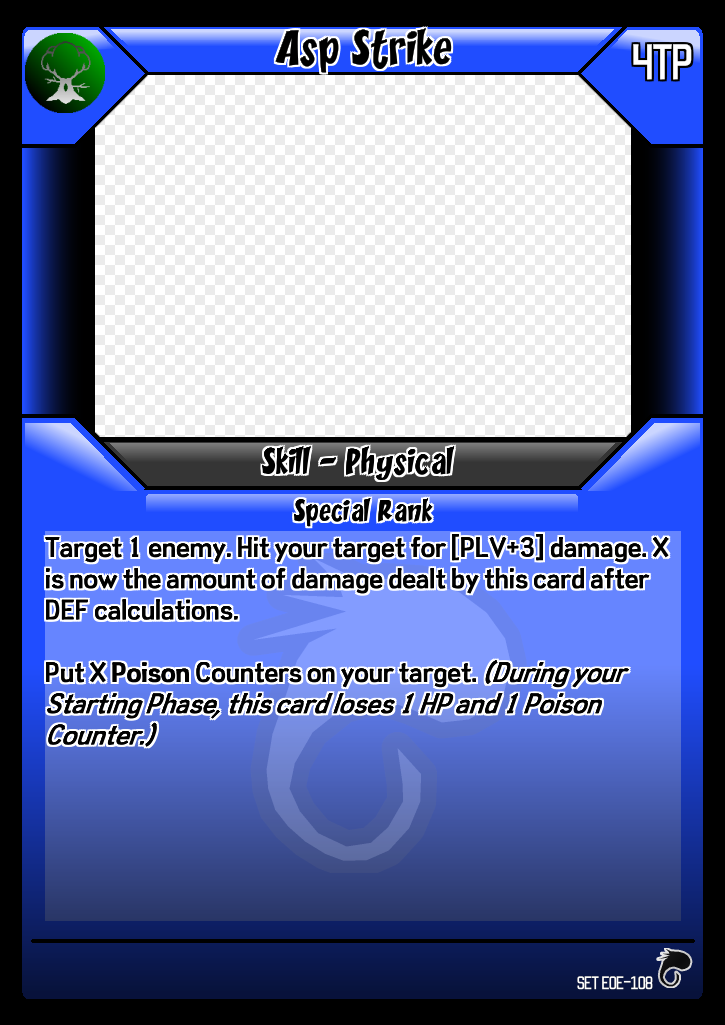 Asp Strike
4TP
Skill - Physical
Special Rank
Target 1 enemy. Hit your target for [PLV+3] damage. X
is now the amount of damage dealt by this card after
DEF calculations.
Put X Poison Counters on your target. (During your
Starting Phase, this card loses 1 HP and 1 Poison
Counter.)
SET EOE-108